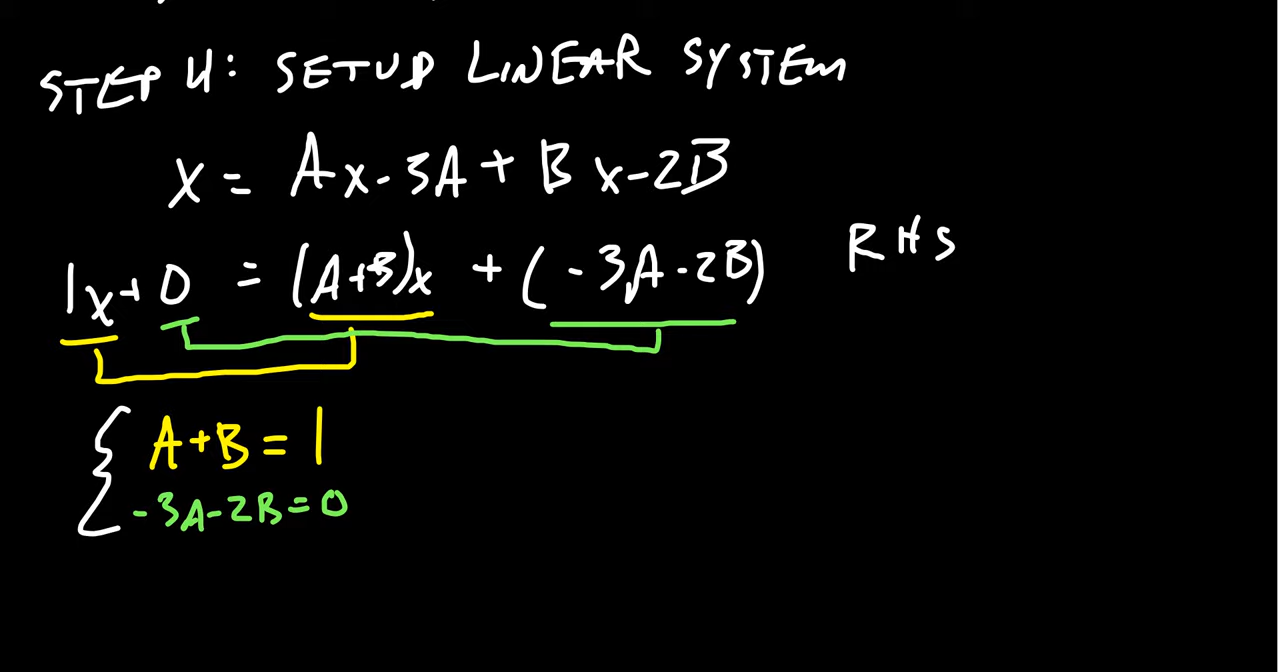 STEP 4: SETUP LINEAR SYSTEM
x = Ax - 3A + Bx - 2B
1x + 0 = (A+B)x + (-3A - 2B) RHS
A + B = 1
-3A - 2B = 0